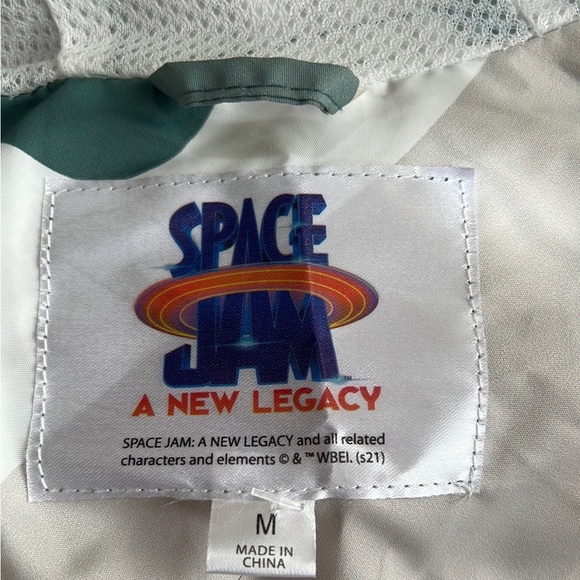 SPACE
JAM
™
A NEW LEGACY
SPACE JAM: A NEW LEGACY and all related
characters and elements © & ™ WBEI. (s21)
M
MADE IN
CHINA